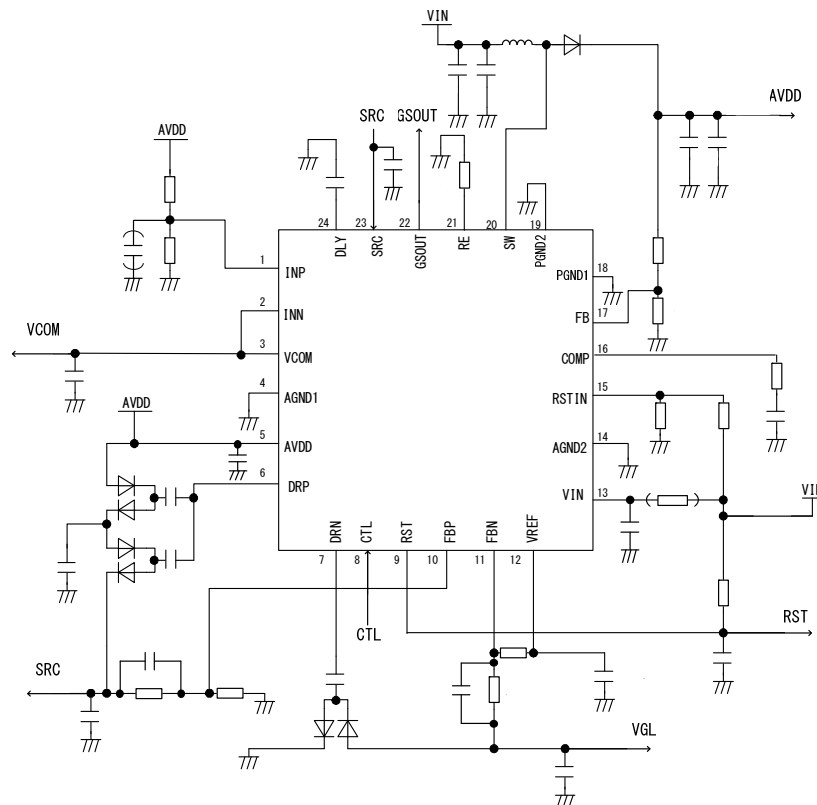 VIN
AVDD
SRC GSOUT
AVDD
24 23 22 21 20 19
DLY SRC GSOUT RE SW PGND2
1 INP
2 INN
VCOM
3 VCOM
4 AGND1
AVDD
5 AVDD
6 DRP
PGND1 18
FB 17
COMP 16
RSTIN 15
AGND2 14
VIN 13
VIN
DRN CTL RST FBP FBN VREF
7 8 9 10 11 12
CTL
RST
SRC
VGL